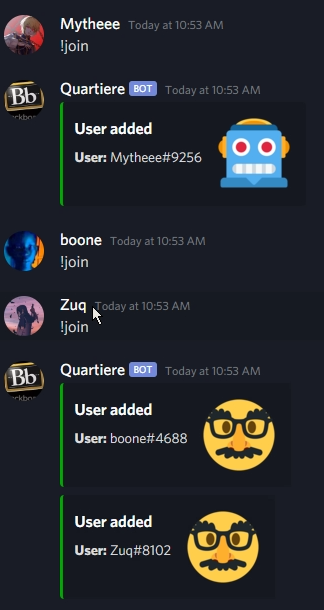 Mytheee Today at 10:53 AM
!join
Bb
Quartiere BOT Today at 10:53 AM
User added
User: Mytheee#9256
boone Today at 10:53 AM
!join
Zuq Today at 10:53 AM
!join
Bb
Quartiere BOT Today at 10:53 AM
User added
User: boone#4688
User added
User: Zuq#8102